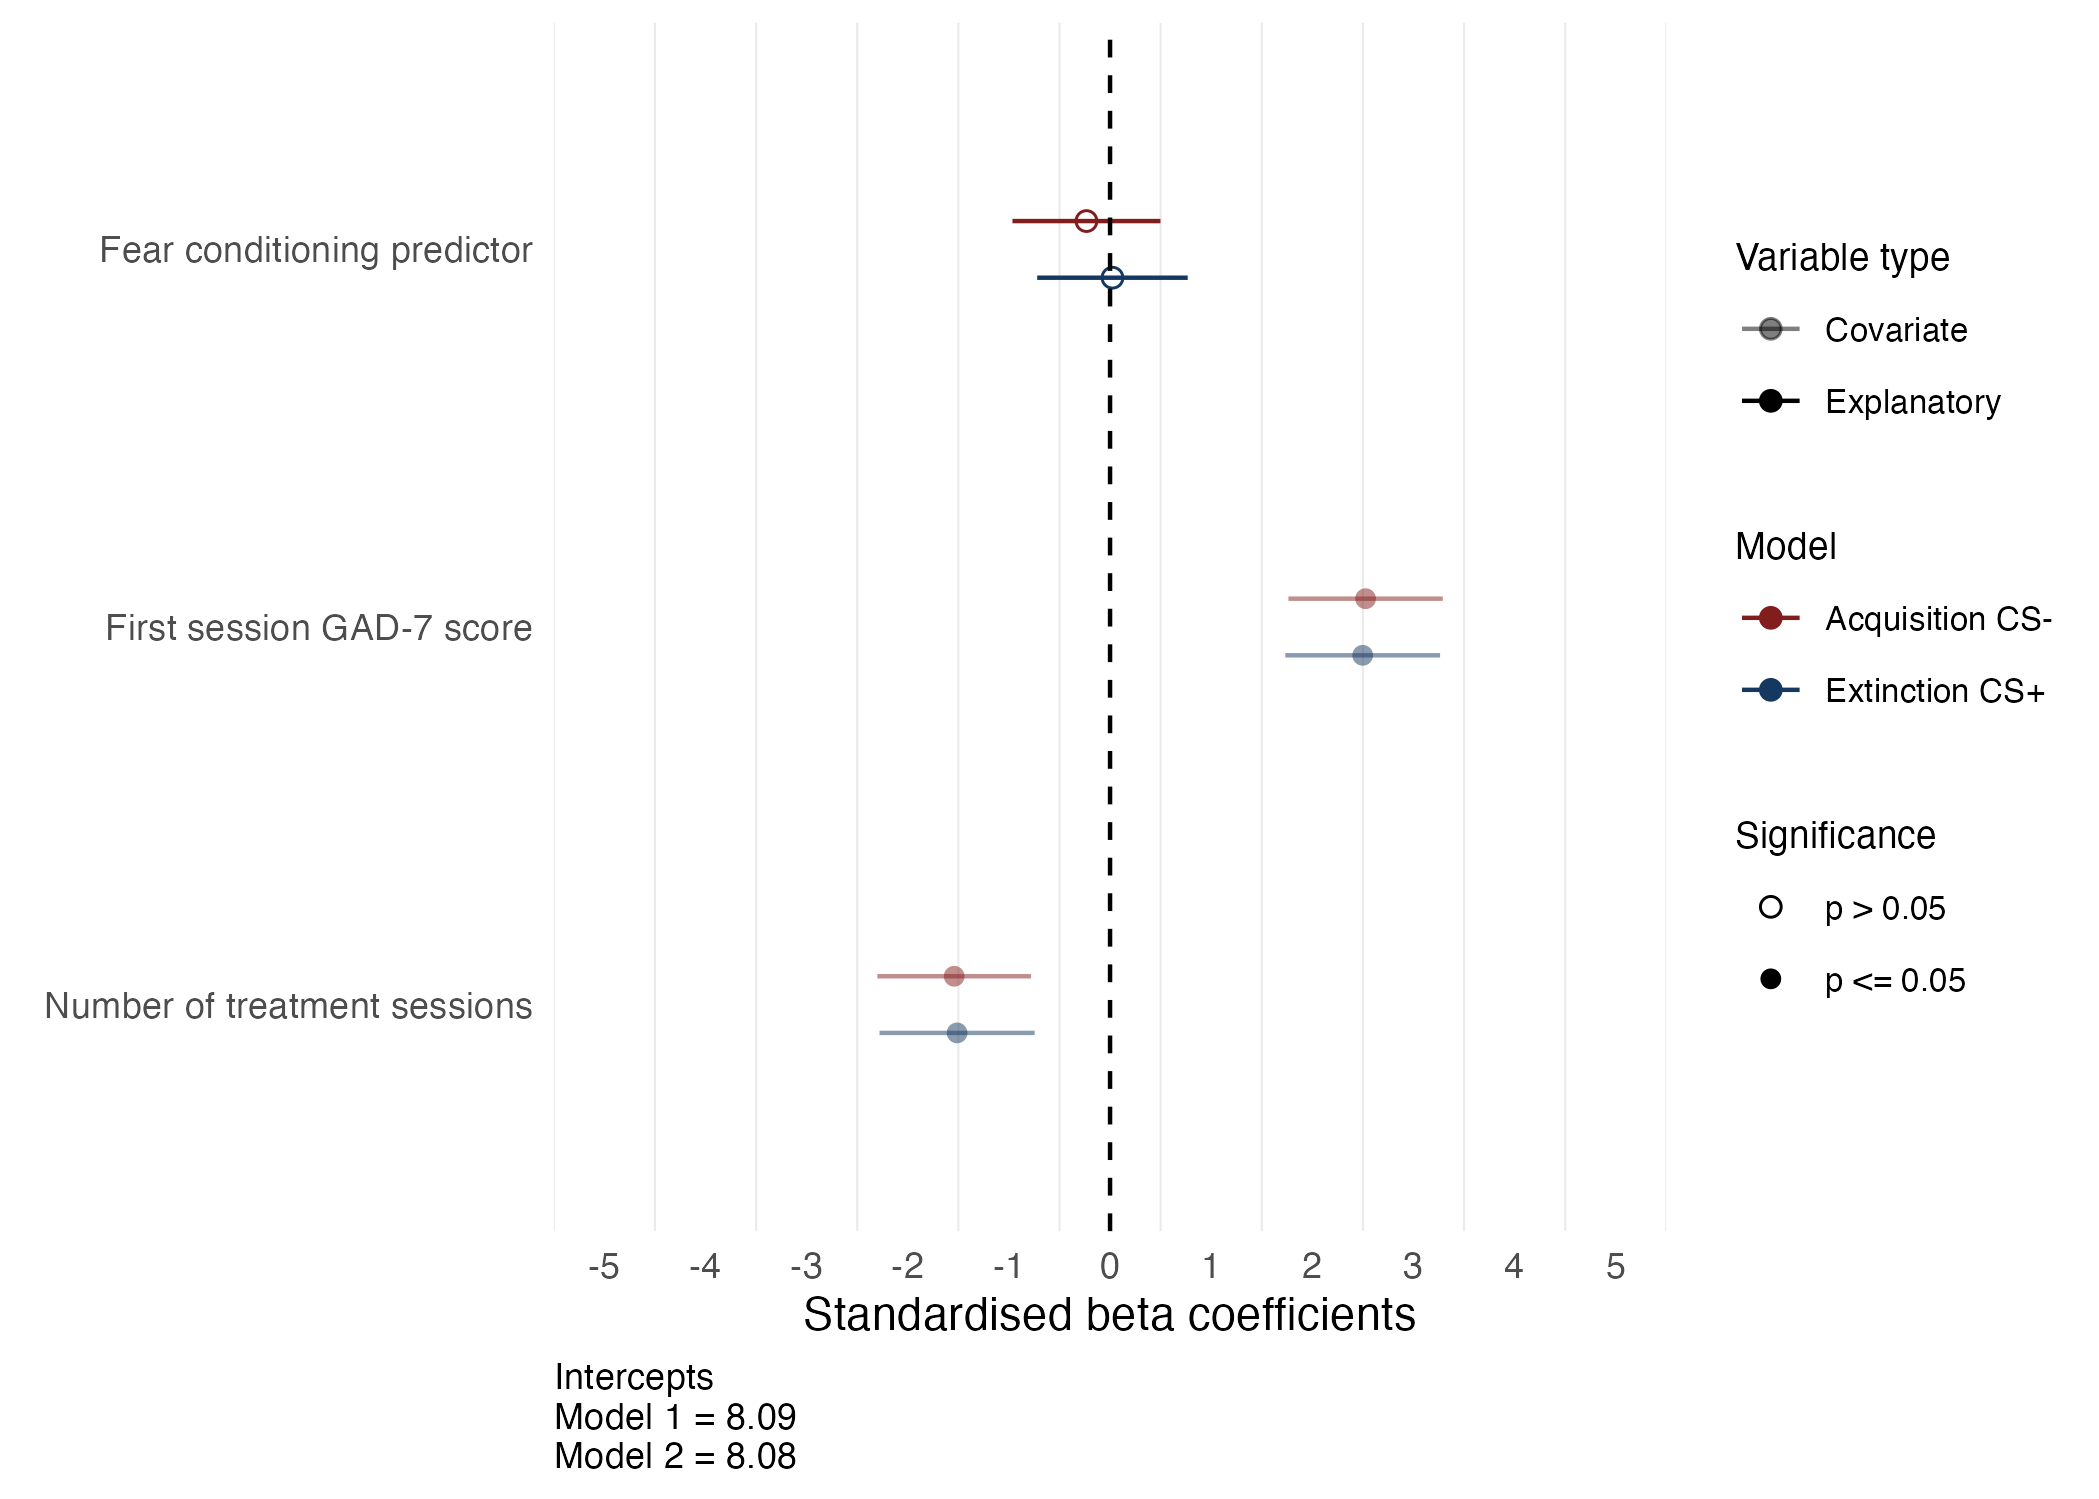 Fear conditioning predictor
First session GAD-7 score
Number of treatment sessions
-5 -4 -3 -2 -1 0 1 2 3 4 5
Standardised beta coefficients
Intercepts
Model 1 = 8.09
Model 2 = 8.08
Variable type
Covariate
Explanatory
Model
Acquisition CS-
Extinction CS+
Significance
p > 0.05
p <= 0.05